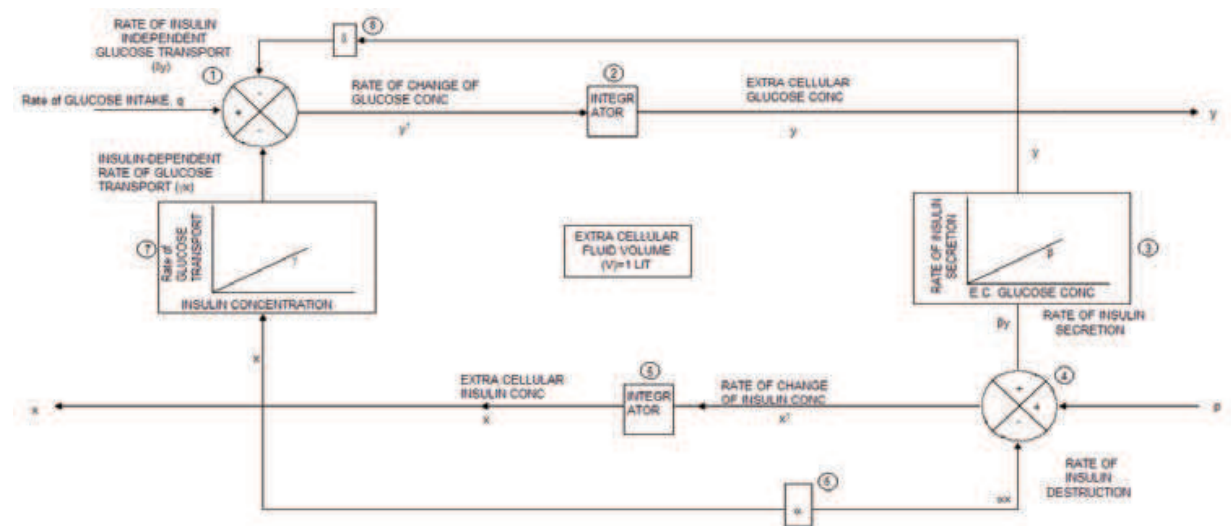 RATE OF INSULIN
INDEPENDENT
GLUCOSE TRANSPORT
(δy)
8
δ
1
-
+
-
Rate of GLUCOSE INTAKE, q
RATE OF CHANGE OF
GLUCOSE CONC
y'
2
INTEGR
ATOR
EXTRA CELLULAR
GLUCOSE CONC
y
y
y
INSULIN-DEPENDENT
RATE OF GLUCOSE
TRANSPORT (γx)
7
Rate of
GLUCOSE
TRANSPORT
γ
INSULIN CONCENTRATION
EXTRA CELLULAR
FLUID VOLUME
(V)=1 LIT
RATE OF INSULIN
SECRETION
β
E.C. GLUCOSE CONC
3
βy
RATE OF INSULIN
SECRETION
x
x
EXTRA CELLULAR
INSULIN CONC
x
5
INTEGR
ATOR
RATE OF CHANGE
OF INSULIN CONC
x'
4
+
+
-
p
6
α
αx
RATE OF
INSULIN
DESTRUCTION